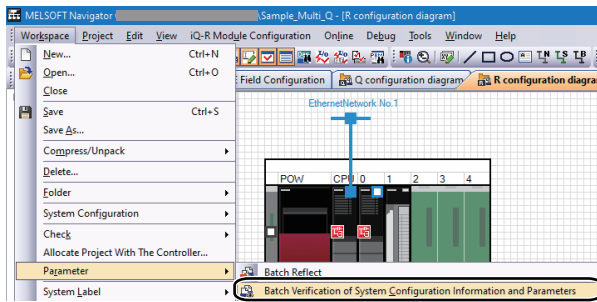 MELSOFT Navigator \Sample_Multi_Q - [R configuration diagram]
Workspace Project Edit View iQ-R Module Configuration Online Debug Tools Window Help
New... Ctrl+N
Open... Ctrl+O
Close
Field Configuration Q configuration diagram R configuration diagra
Save Ctrl+S
Save As...
EthernetNetwork No.1
Compress/Unpack
Delete...
POW CPU 0 1 2 3 4
Folder
System Configuration
Check
Allocate Project With The Controller...
Parameter
Batch Reflect
System Label
Batch Verification of System Configuration Information and Parameters